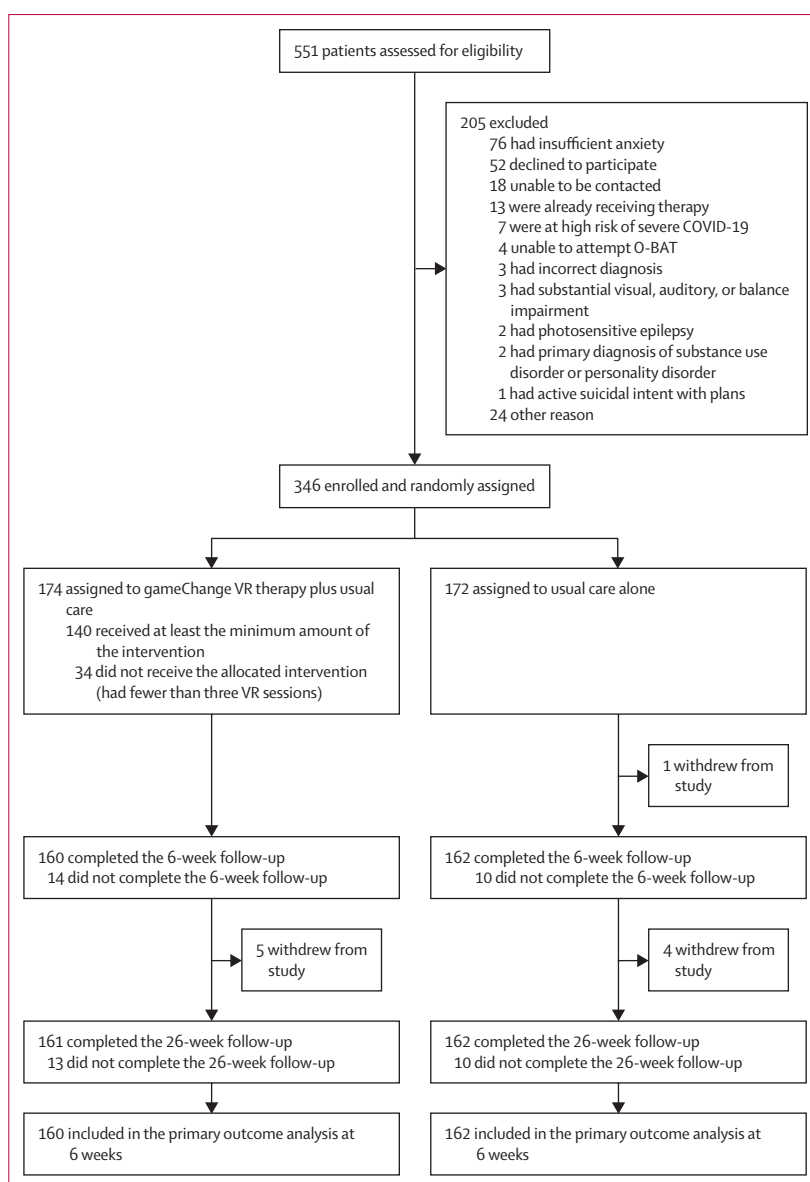 551 patients assessed for eligibility
205 excluded
76 had insufficient anxiety
52 declined to participate
18 unable to be contacted
13 were already receiving therapy
7 were at high risk of severe COVID-19
4 unable to attempt O-BAT
3 had incorrect diagnosis
3 had substantial visual, auditory, or balance
impairment
2 had photosensitive epilepsy
2 had primary diagnosis of substance use
disorder or personality disorder
1 had active suicidal intent with plans
24 other reason
346 enrolled and randomly assigned
174 assigned to gameChange VR therapy plus usual
care
140 received at least the minimum amount of
the intervention
34 did not receive the allocated intervention
(had fewer than three VR sessions)
172 assigned to usual care alone
1 withdrew from
study
160 completed the 6-week follow-up
14 did not complete the 6-week follow-up
162 completed the 6-week follow-up
10 did not complete the 6-week follow-up
5 withdrew from
study
4 withdrew from
study
161 completed the 26-week follow-up
13 did not complete the 26-week follow-up
162 completed the 26-week follow-up
10 did not complete the 26-week follow-up
160 included in the primary outcome analysis at
6 weeks
162 included in the primary outcome analysis at
6 weeks